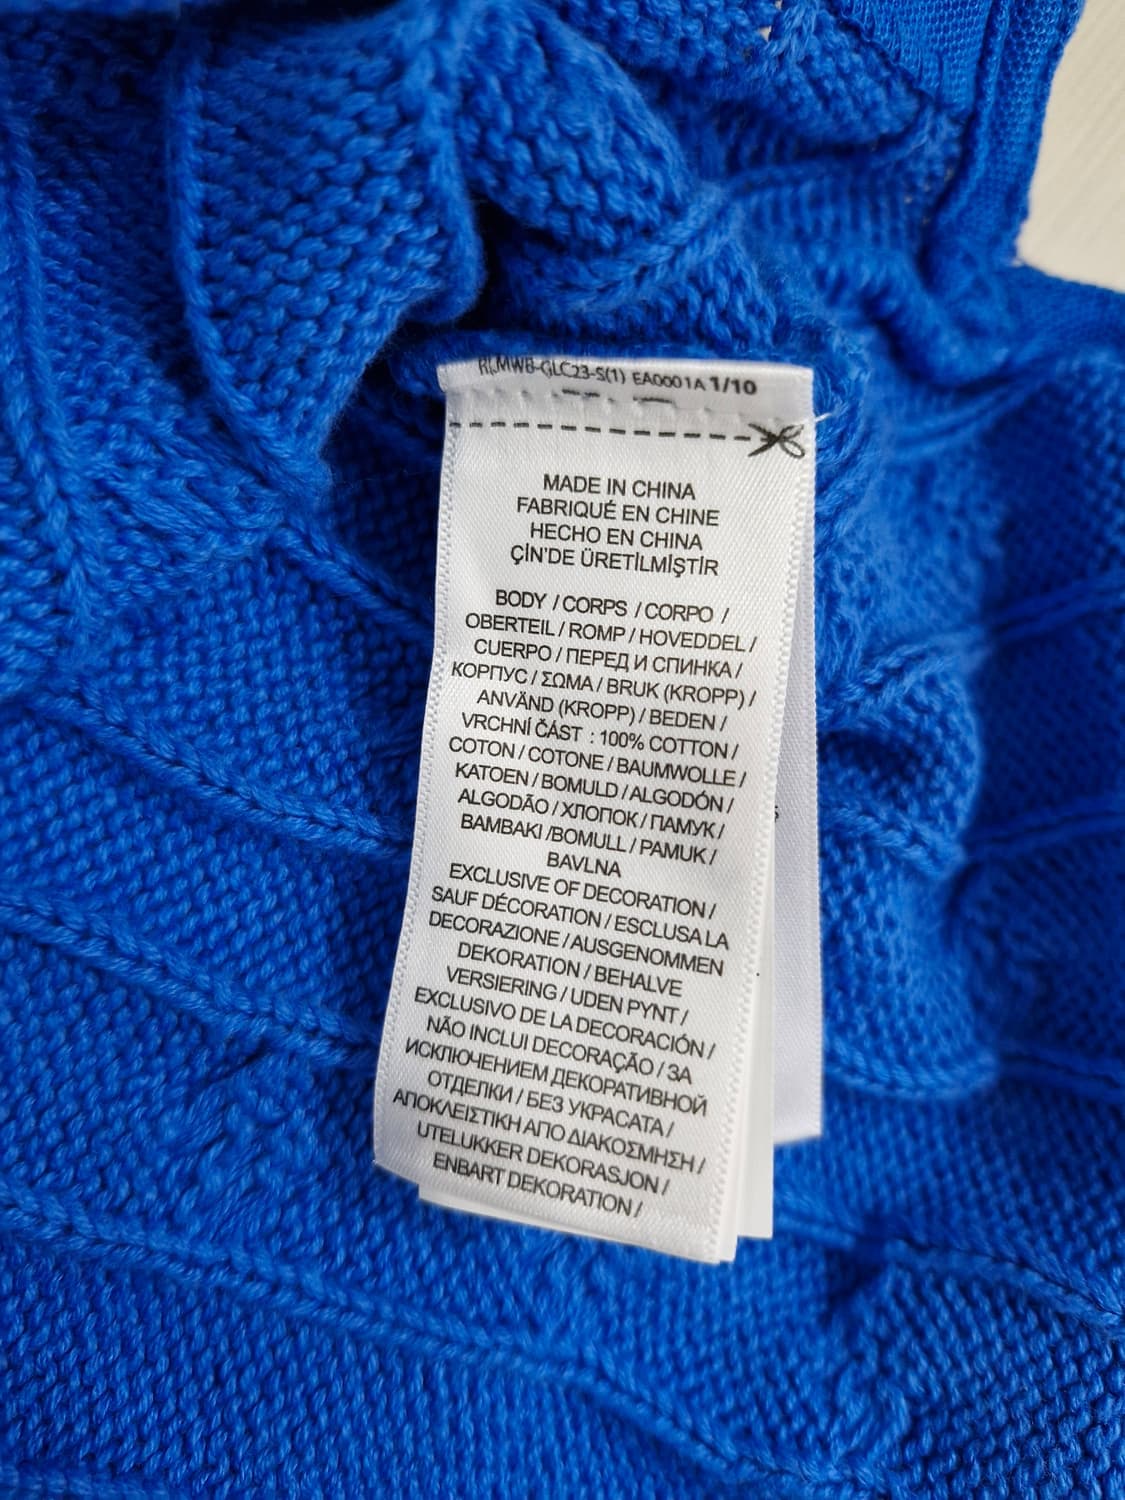 RLMWB-GLC23-S(1) EA0001A 1/10
MADE IN CHINA
FABRIQUÉ EN CHINE
HECHO EN CHINA
ÇİN'DE ÜRETİLMİŞTİR
BODY / CORPS / CORPO /
OBERTEIL / ROMP / HOVEDDEL /
CUERPO / ПЕРЕД И СПИНКА /
КОРПУС / ΣΩΜΑ / BRUK (KROPP) /
ANVÄND (KROPP) / BEDEN /
VRCHNÍ ČÁST : 100% COTTON /
COTON / COTONE / BAUMWOLLE /
KATOEN / BOMULD / ALGODÓN /
ALGODÃO / ХЛОПОК / ПАМУК /
BAMBAKI /BOMULL / PAMUK /
BAVLNA
EXCLUSIVE OF DECORATION /
SAUF DÉCORATION / ESCLUSA LA
DECORAZIONE / AUSGENOMMEN
DEKORATION / BEHALVE
VERSIERING / UDEN PYNT /
EXCLUSIVO DE LA DECORACIÓN /
NÃO INCLUI DECORAÇÃO / ЗА
ИСКЛЮЧЕНИЕМ ДЕКОРАТИВНОЙ
ОТДЕЛКИ / БЕЗ УКРАСАТА /
ΑΠΟΚΛΕΙΣΤΙΚΗ ΑΠΟ ΔΙΑΚΟΣΜΗΣΗ /
UTELUKKER DEKORASJON /
ENBART DEKORATION /